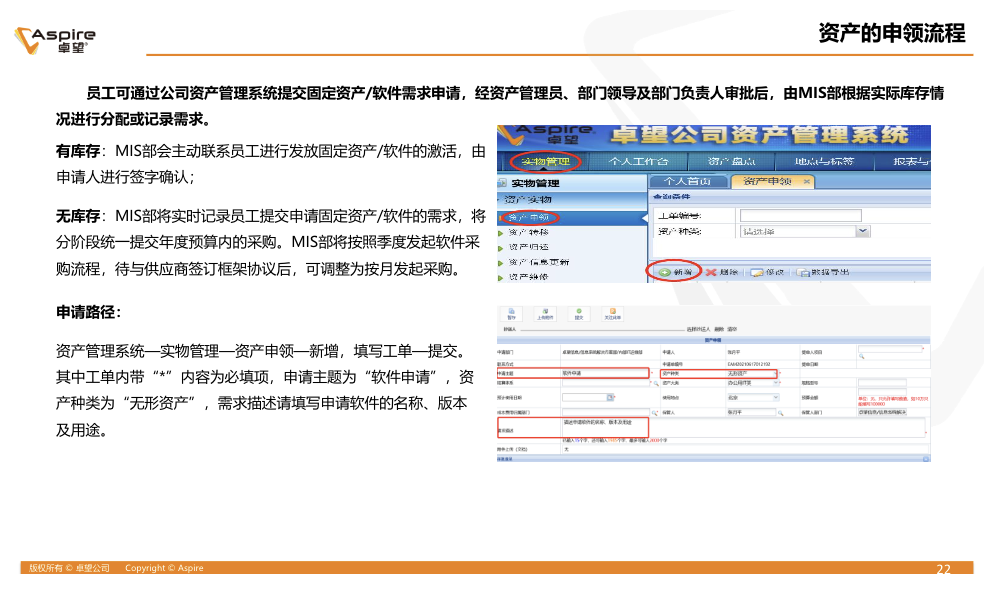 Aspire
卓望
资产的申领流程
员工可通过公司资产管理系统提交固定资产/软件需求申请，经资产管理员、部门领导及部门负责人审批后，由MIS部根据实际库存情
况进行分配或记录需求。
有库存：MIS部会主动联系员工进行发放固定资产/软件的激活，由
申请人进行签字确认；
无库存：MIS部将实时记录员工提交申请固定资产/软件的需求，将
分阶段统一提交年度预算内的采购。MIS部将按照季度发起软件采
购流程，待与供应商签订框架协议后，可调整为按月发起采购。
申请路径：
资产管理系统—实物管理—资产申领—新增，填写工单—提交。
其中工单内带“*”内容为必填项，申请主题为“软件申请”，资
产种类为“无形资产”，需求描述请填写申请软件的名称、版本
及用途。
Aspire 卓望 卓望公司资产管理系统
实物管理 个人工作台 资产盘点 地点与标签 报表与
实物管理 个人首页 资产申领
资产实物 查询条件
资产申领 工单编号:
资产转移 资产种类: 请选择
资产归还
资产信息更新
资产维修 新增 删除 修改 数据导出
暂存 上传附件 提交 关注此单
申请部门 申请人
申请主题 软件申请 资产种类 无形资产
描述申请软件的名称、版本及用途
版权所有 © 卓望公司 Copyright © Aspire
22